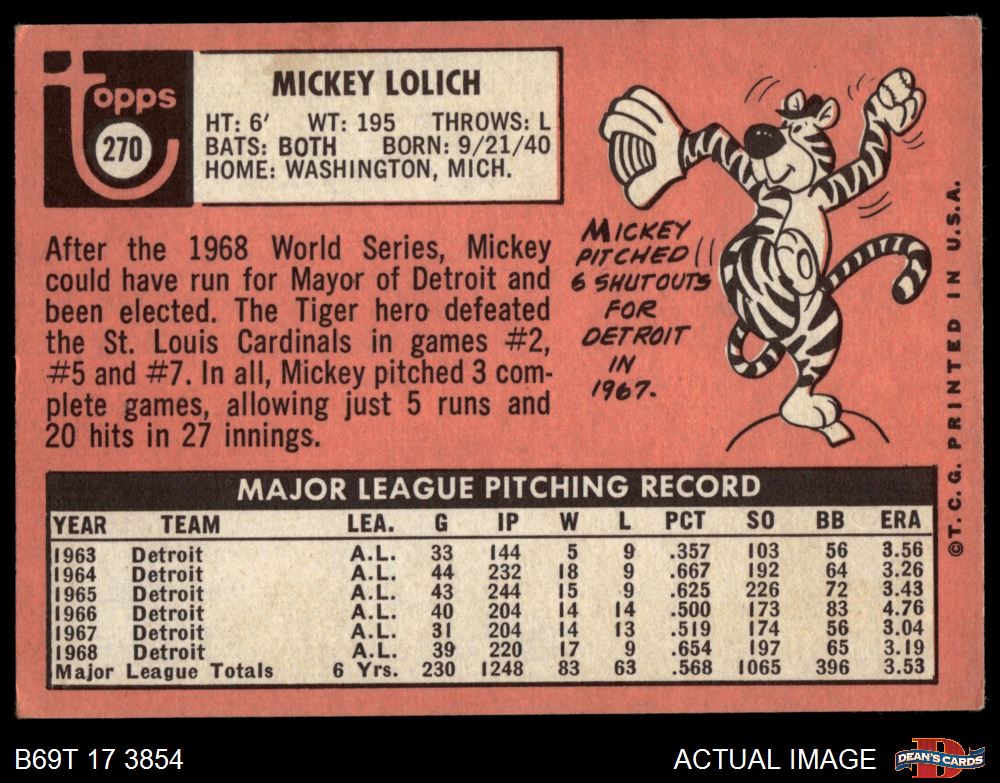 Topps
270
MICKEY LOLICH
HT: 6' WT: 195 THROWS: L
BATS: BOTH BORN: 9/21/40
HOME: WASHINGTON, MICH.
After the 1968 World Series, Mickey
could have run for Mayor of Detroit and
been elected. The Tiger hero defeated
the St. Louis Cardinals in games #2,
#5 and #7. In all, Mickey pitched 3 com-
plete games, allowing just 5 runs and
20 hits in 27 innings.
MICKEY
PITCHED
6 SHUTOUTS
FOR
DETROIT
IN
1967.
©T.C.G. PRINTED IN U.S.A.
MAJOR LEAGUE PITCHING RECORD
YEAR TEAM LEA. G IP W L PCT SO BB ERA
1963 Detroit A.L. 33 144 5 9 .357 103 56 3.56
1964 Detroit A.L. 44 232 18 9 .667 192 64 3.26
1965 Detroit A.L. 43 244 15 9 .625 226 72 3.43
1966 Detroit A.L. 40 204 14 14 .500 173 83 4.76
1967 Detroit A.L. 31 204 14 13 .519 174 56 3.04
1968 Detroit A.L. 39 220 17 9 .654 197 65 3.19
Major League Totals 6 Yrs. 230 1248 83 63 .568 1065 396 3.53
B69T 17 3854
ACTUAL IMAGE
D
DEAN'S CARDS